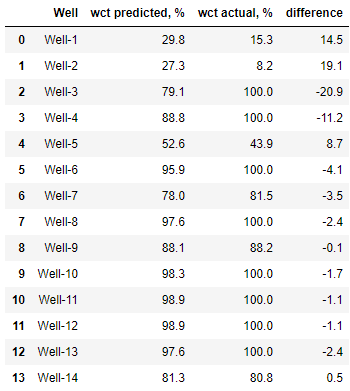 Well wct predicted, % wct actual, % difference
0 Well-1 29.8 15.3 14.5
1 Well-2 27.3 8.2 19.1
2 Well-3 79.1 100.0 -20.9
3 Well-4 88.8 100.0 -11.2
4 Well-5 52.6 43.9 8.7
5 Well-6 95.9 100.0 -4.1
6 Well-7 78.0 81.5 -3.5
7 Well-8 97.6 100.0 -2.4
8 Well-9 88.1 88.2 -0.1
9 Well-10 98.3 100.0 -1.7
10 Well-11 98.9 100.0 -1.1
11 Well-12 98.9 100.0 -1.1
12 Well-13 97.6 100.0 -2.4
13 Well-14 81.3 80.8 0.5